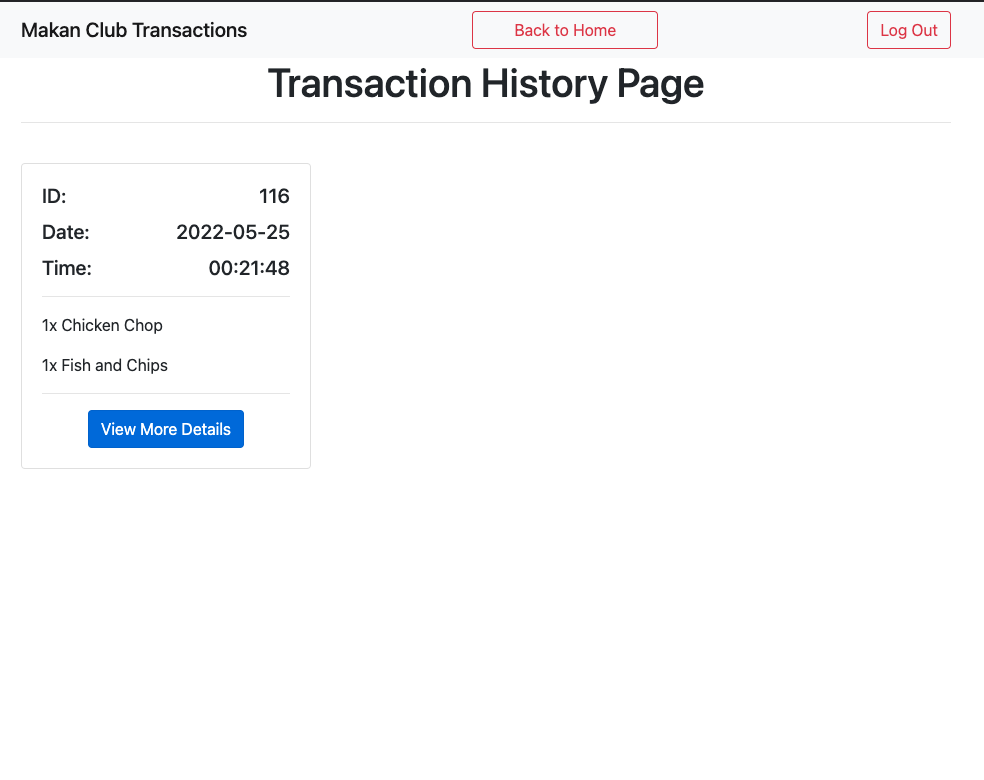 Makan Club Transactions Back to Home Log Out
Transaction History Page
ID: 116
Date: 2022-05-25
Time: 00:21:48
1x Chicken Chop
1x Fish and Chips
View More Details